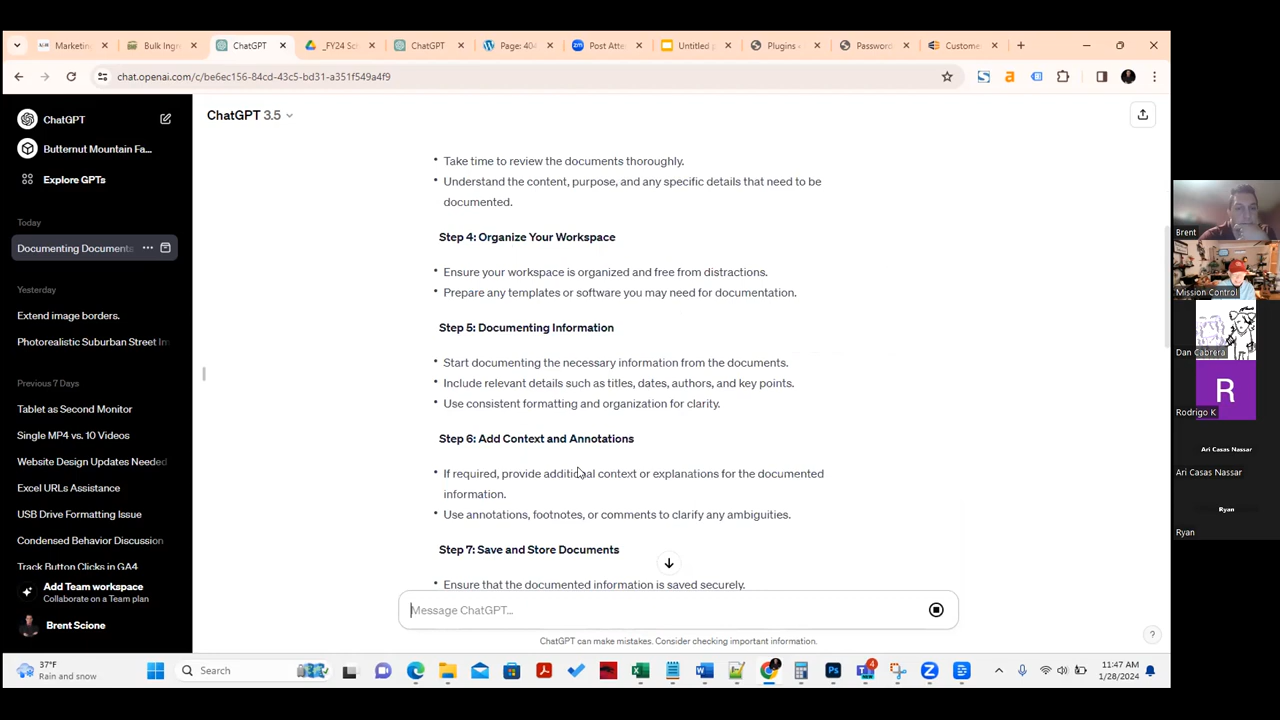 Marketing
Bulk Ingr
ChatGPT
_FY24 Sc
ChatGPT
Page: 404
Post Atte
Untitled
Plugins
Password
Custome
chat.openai.com/c/be6ec156-84cd-43c5-bd31-a351f549a4f9
ChatGPT
Butternut Mountain Fa...
Explore GPTs
Today
Documenting Documents
Yesterday
Extend image borders.
Photorealistic Suburban Street Im
Previous 7 Days
Tablet as Second Monitor
Single MP4 vs. 10 Videos
Website Design Updates Needed
Excel URLs Assistance
USB Drive Formatting Issue
Condensed Behavior Discussion
Track Button Clicks in GA4
Add Team workspace
Collaborate on a Team plan
Brent Scione
ChatGPT 3.5
• Take time to review the documents thoroughly.
• Understand the content, purpose, and any specific details that need to be
documented.
Step 4: Organize Your Workspace
• Ensure your workspace is organized and free from distractions.
• Prepare any templates or software you may need for documentation.
Step 5: Documenting Information
• Start documenting the necessary information from the documents.
• Include relevant details such as titles, dates, authors, and key points.
• Use consistent formatting and organization for clarity.
Step 6: Add Context and Annotations
• If required, provide additional context or explanations for the documented
information.
• Use annotations, footnotes, or comments to clarify any ambiguities.
Step 7: Save and Store Documents
• Ensure that the documented information is saved securely.
Message ChatGPT...
ChatGPT can make mistakes. Consider checking important information.
?
Brent
Mission Control
Dan Cabrera
R
Rodrigo K
Ari Casas Nassar
Ari Casas Nassar
Ryan
Ryan
37°F
Rain and snow
Search
4
11:47 AM
1/28/2024